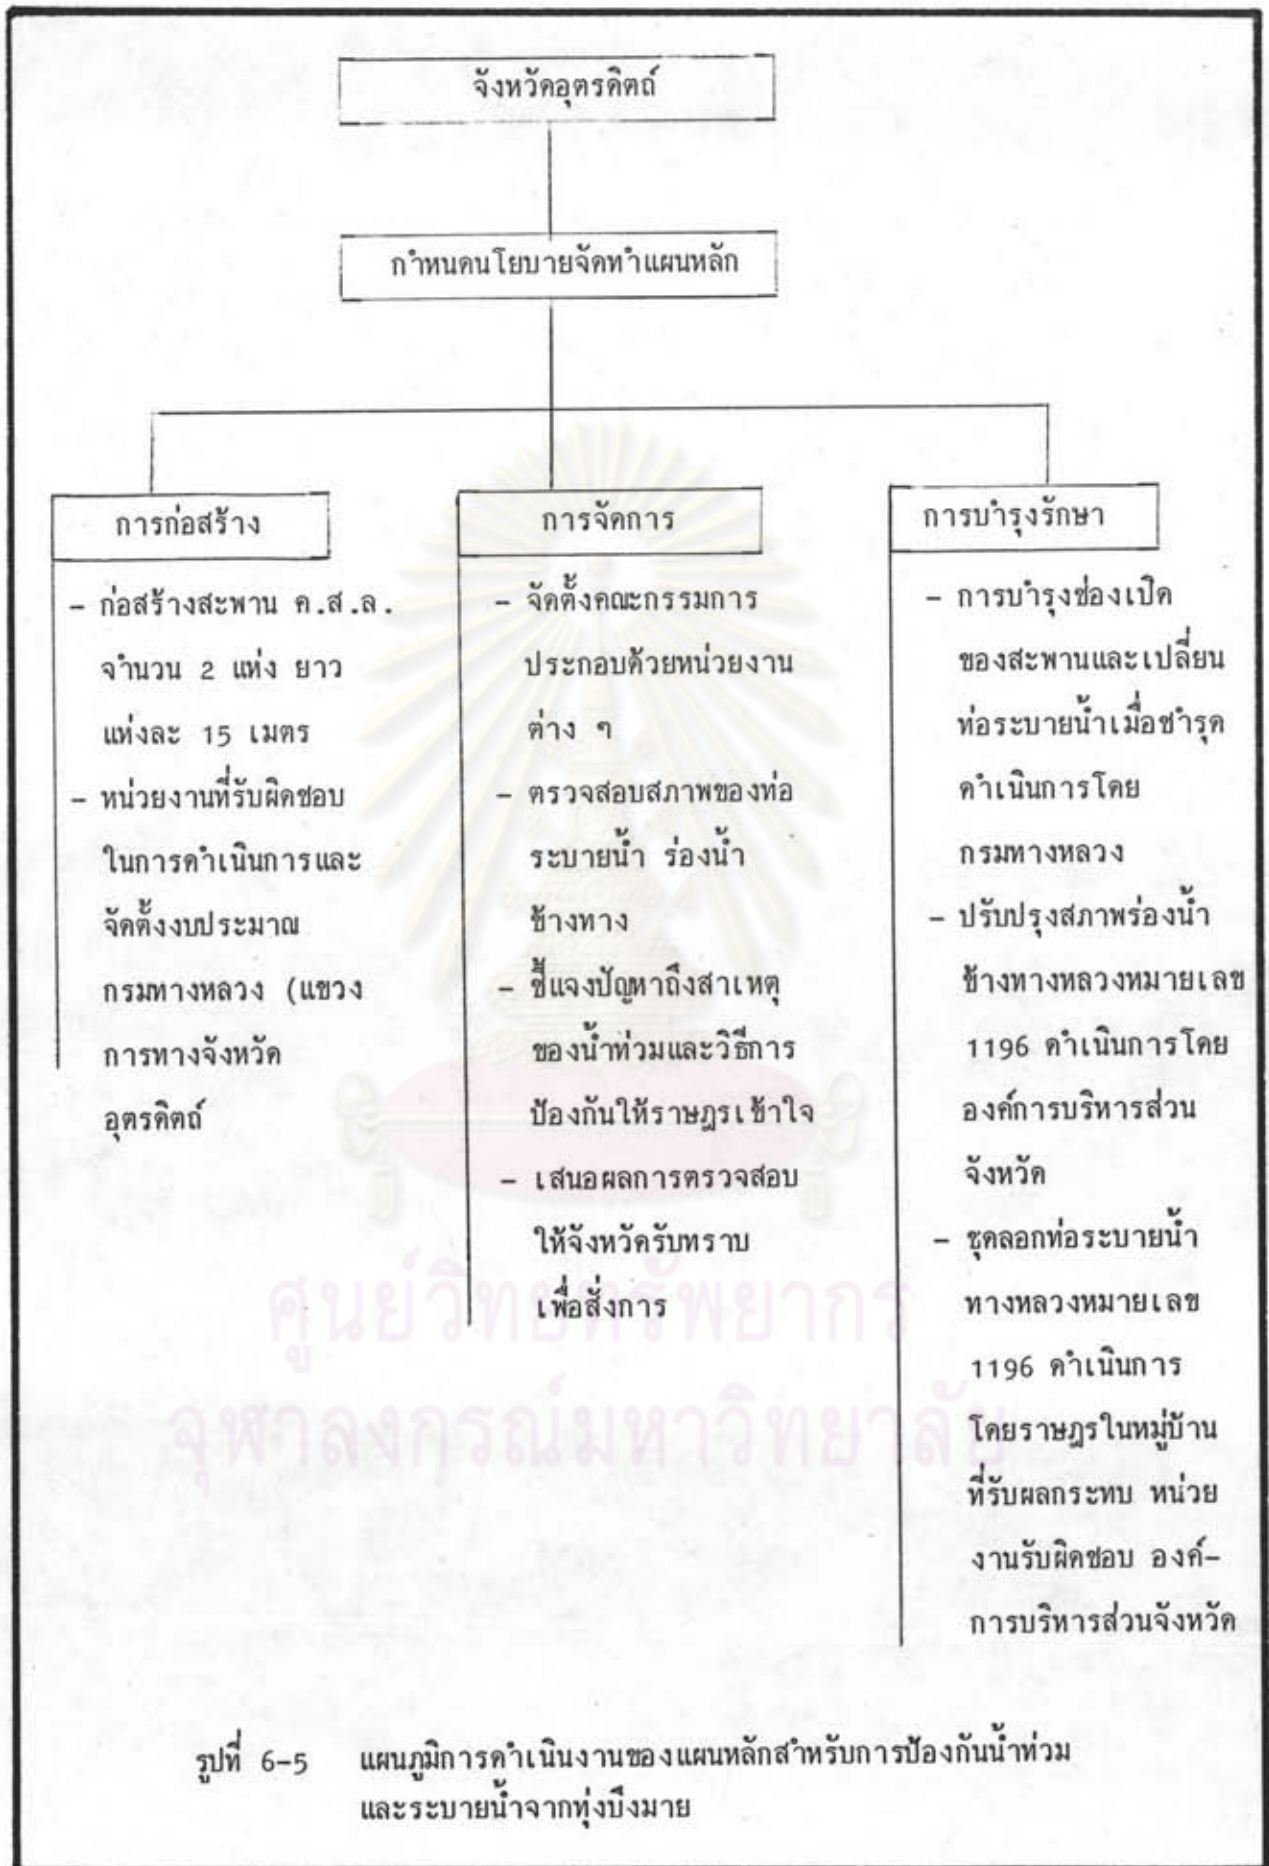 จังหวัดอุตรดิตถ์
กำหนดนโยบายจัดทำแผนหลัก
การก่อสร้าง
- ก่อสร้างสะพาน ค.ส.ล.
จำนวน 2 แห่ง ยาว
แห่งละ 15 เมตร
- หน่วยงานที่รับผิดชอบ
ในการดำเนินการและ
จัดตั้งงบประมาณ
กรมทางหลวง (แขวง
การทางจังหวัด
อุตรดิตถ์
การจัดการ
- จัดตั้งคณะกรรมการ
ประกอบด้วยหน่วยงาน
ต่าง ๆ
- ตรวจสอบสภาพของท่อ
ระบายน้ำ ร่องน้ำ
ข้างทาง
- ชี้แจงปัญหาถึงสาเหตุ
ของน้ำท่วมและวิธีการ
ป้องกันให้ราษฎรเข้าใจ
- เสนอผลการตรวจสอบ
ให้จังหวัดรับทราบ
เพื่อสั่งการ
การบำรุงรักษา
- การบำรุงช่องเปิด
ของสะพานและเปลี่ยน
ท่อระบายน้ำเมื่อชำรุด
ดำเนินการโดย
กรมทางหลวง
- ปรับปรุงสภาพร่องน้ำ
ข้างทางหลวงหมายเลข
1196 ดำเนินการโดย
องค์การบริหารส่วน
จังหวัด
- ขุดลอกท่อระบายน้ำ
ทางหลวงหมายเลข
1196 ดำเนินการ
โดยราษฎรในหมู่บ้าน
ที่รับผลกระทบ หน่วย
งานรับผิดชอบ องค์-
การบริหารส่วนจังหวัด
ศูนย์วิทยทรัพยากร
จุฬาลงกรณ์มหาวิทยาลัย
รูปที่ 6-5 แผนภูมิการดำเนินงานของแผนหลักสำหรับการป้องกันน้ำท่วม
และระบายน้ำจากทุ่งบึงมาย